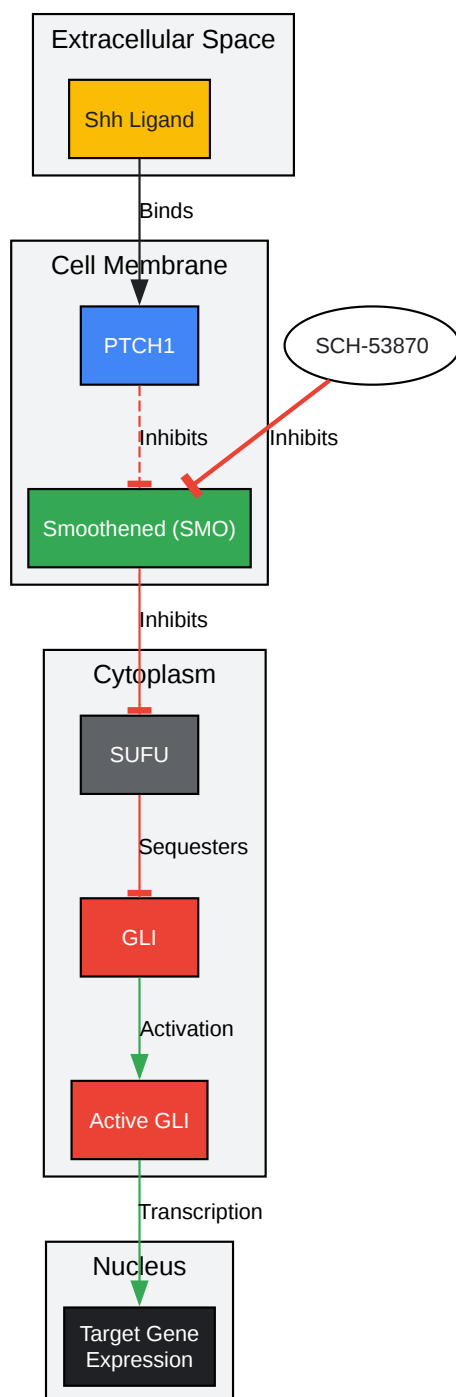 Extracellular Space
Shh Ligand
Binds
Cell Membrane
PTCH1
SCH-53870
Inhibits
Inhibits
Smoothened (SMO)
Inhibits
Cytoplasm
SUFU
Sequesters
GLI
Activation
Active GLI
Transcription
Nucleus
Target Gene
Expression